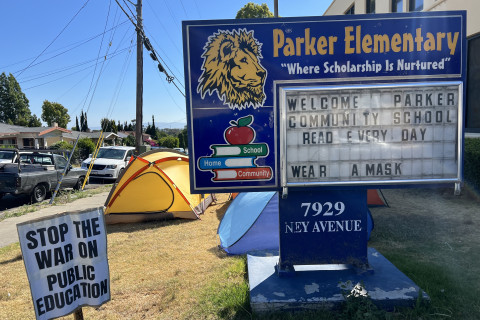 Parker Elementary
"Where Scholarship Is Nurtured"
WELCOME PARKER
COMMUNITY SCHOOL
READ EVERY DAY
WEAR A MASK
School
Home
Community
7929
NEY AVENUE
STOP THE
WAR ON
PUBLIC
EDUCATION